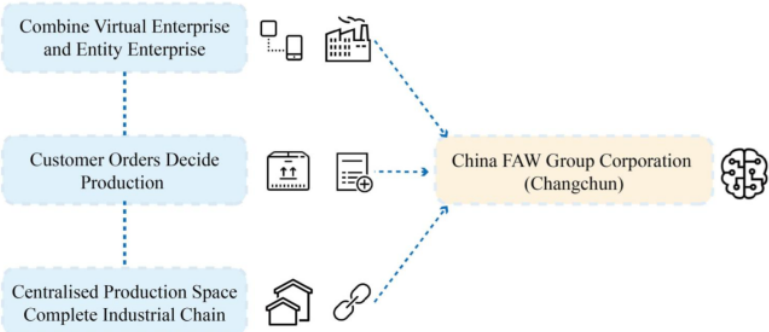 Combine Virtual Enterprise
and Entity Enterprise
Customer Orders Decide
Production
China FAW Group Corporation
(Changchun)
Centralised Production Space
Complete Industrial Chain